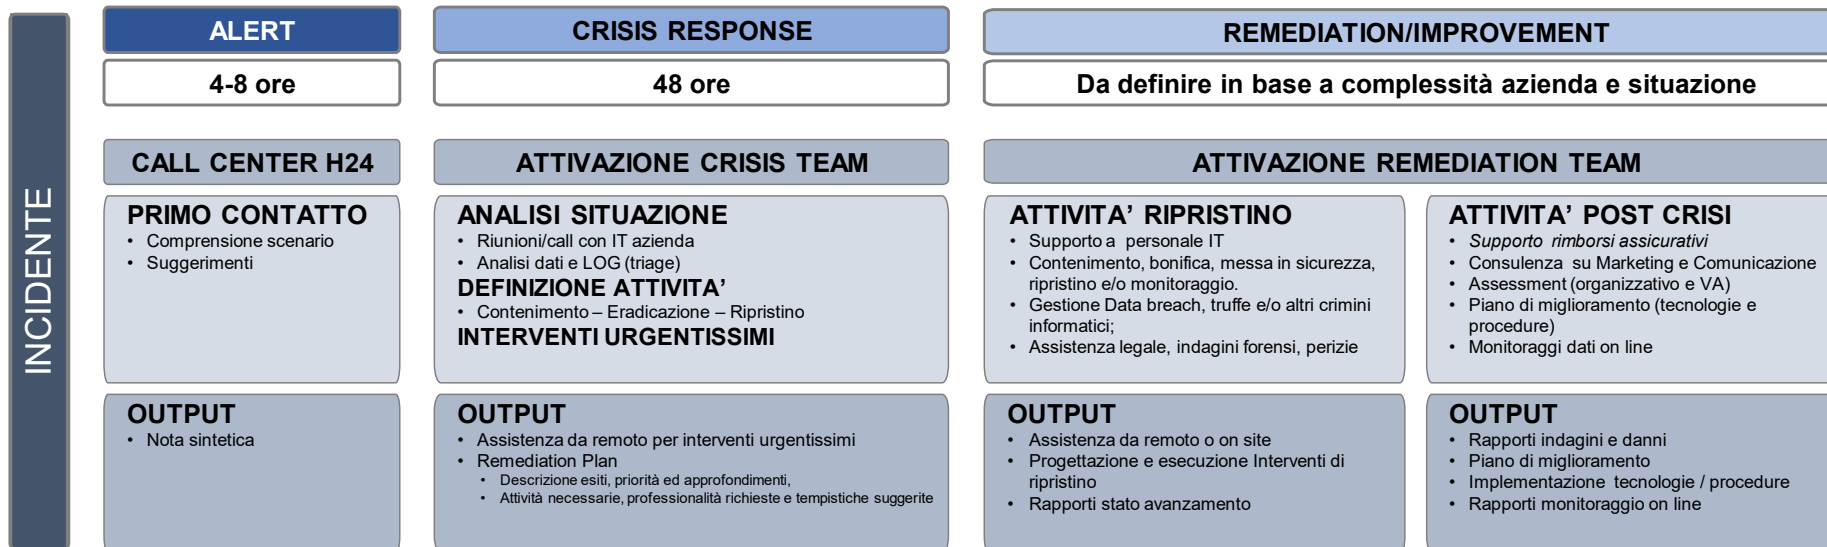 INCIDENTE
ALERT
4-8 ore
CALL CENTER H24
PRIMO CONTATTO
• Comprensione scenario
• Suggerimenti
OUTPUT
• Nota sintetica
CRISIS RESPONSE
48 ore
ATTIVAZIONE CRISIS TEAM
ANALISI SITUAZIONE
• Riunioni/call con IT azienda
• Analisi dati e LOG (triage)
DEFINIZIONE ATTIVITA’
• Contenimento – Eradicazione – Ripristino
INTERVENTI URGENTISSIMI
OUTPUT
• Assistenza da remoto per interventi urgentissimi
• Remediation Plan
• Descrizione esiti, priorità ed approfondimenti,
• Attività necessarie, professionalità richieste e tempistiche suggerite
REMEDIATION/IMPROVEMENT
Da definire in base a complessità azienda e situazione
ATTIVAZIONE REMEDIATION TEAM
ATTIVITA’ RIPRISTINO
• Supporto a personale IT
• Contenimento, bonifica, messa in sicurezza,
ripristino e/o monitoraggio.
• Gestione Data breach, truffe e/o altri crimini
informatici;
• Assistenza legale, indagini forensi, perizie
OUTPUT
• Assistenza da remoto o on site
• Progettazione e esecuzione Interventi di
ripristino
• Rapporti stato avanzamento
ATTIVITA’ POST CRISI
• Supporto rimborsi assicurativi
• Consulenza su Marketing e Comunicazione
• Assessment (organizzativo e VA)
• Piano di miglioramento (tecnologie e
procedure)
• Monitoraggi dati on line
OUTPUT
• Rapporti indagini e danni
• Piano di miglioramento
• Implementazione tecnologie / procedure
• Rapporti monitoraggio on line